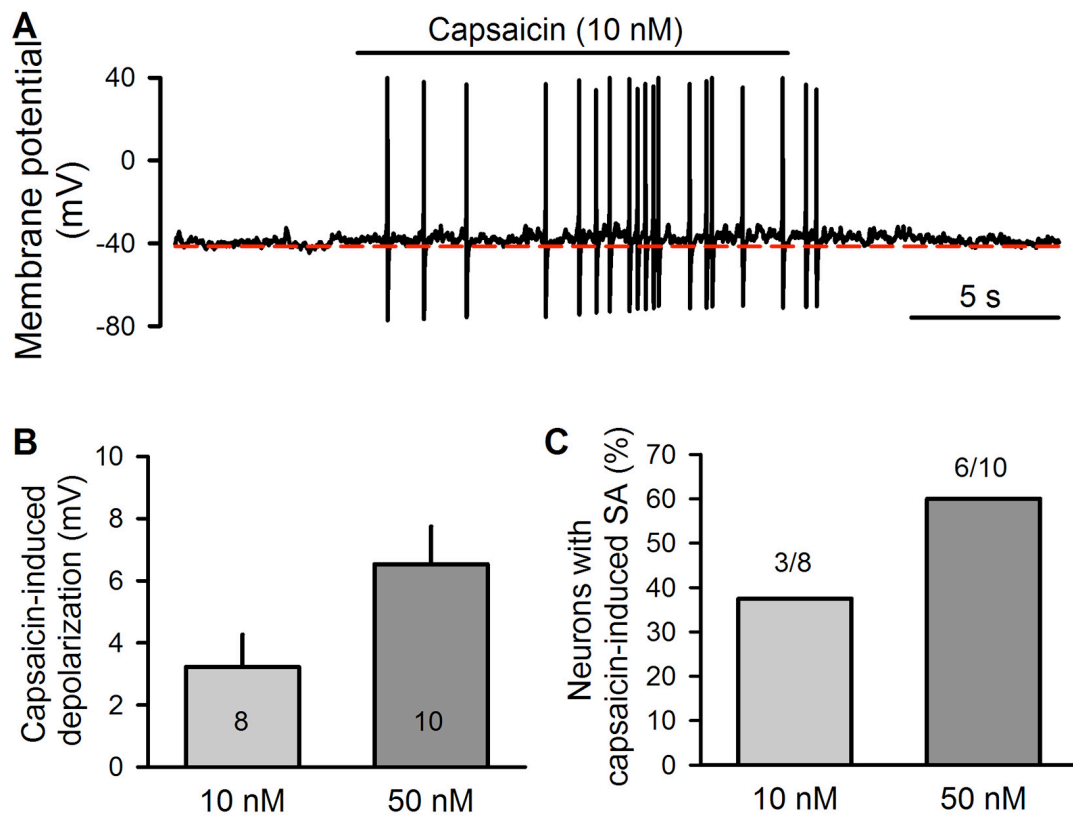 A
Capsaicin (10 nM)
Membrane potential
(mV)
40
0
-40
-80
5 s
B
Capsaicin-induced
depolarization (mV)
10
8
6
4
2
0
8
10
10 nM
50 nM
C
Neurons with
capsaicin-induced SA (%)
70
60
50
40
30
20
10
0
3/8
6/10
10 nM
50 nM